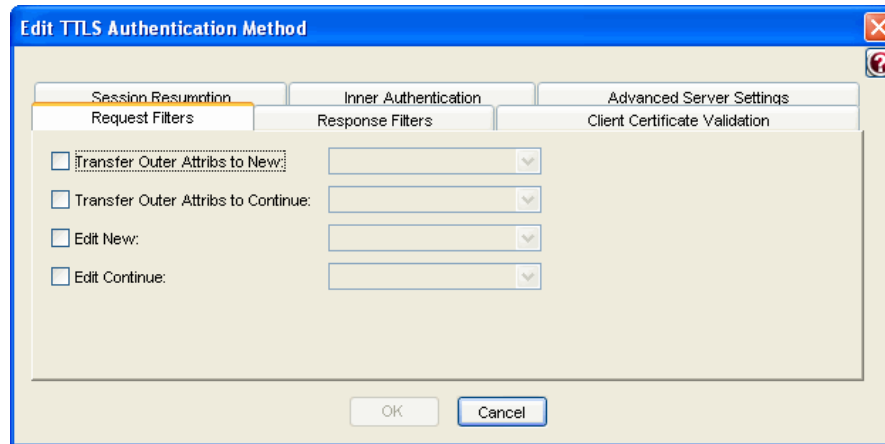 Edit TTLS Authentication Method
Session Resumption Inner Authentication Advanced Server Settings
Request Filters Response Filters Client Certificate Validation
Transfer Outer Attribs to New:
Transfer Outer Attribs to Continue:
Edit New:
Edit Continue:
OK Cancel